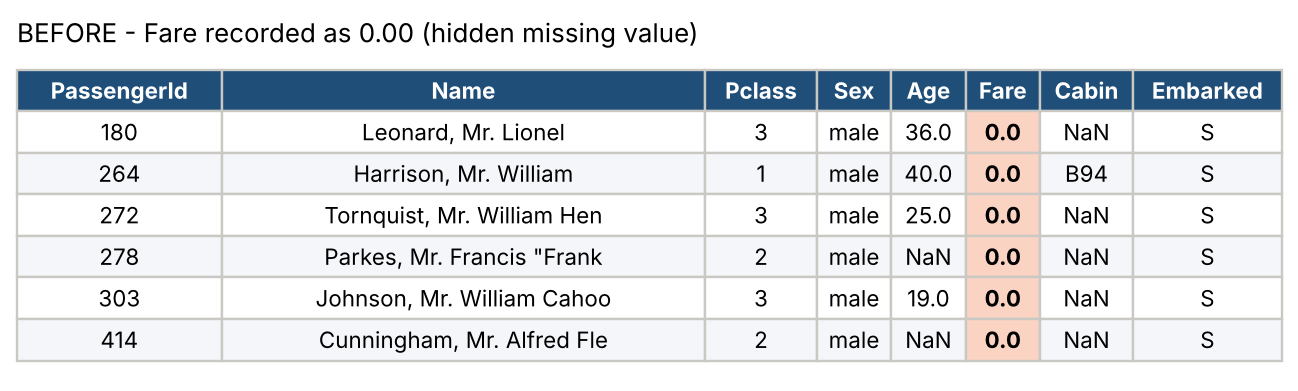 BEFORE - Fare recorded as 0.00 (hidden missing value)
PassengerId Name Pclass Sex Age Fare Cabin Embarked
180 Leonard, Mr. Lionel 3 male 36.0 0.0 NaN S
264 Harrison, Mr. William 1 male 40.0 0.0 B94 S
272 Tornquist, Mr. William Hen 3 male 25.0 0.0 NaN S
278 Parkes, Mr. Francis "Frank 2 male NaN 0.0 NaN S
303 Johnson, Mr. William Cahoo 3 male 19.0 0.0 NaN S
414 Cunningham, Mr. Alfred Fle 2 male NaN 0.0 NaN S